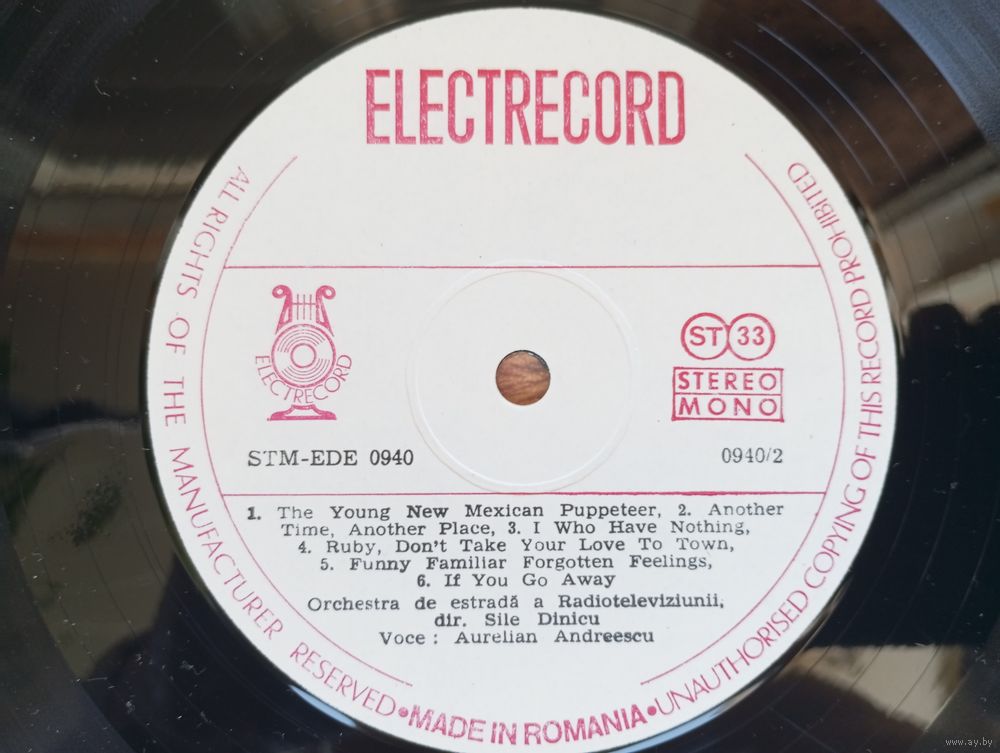 ELECTRECORD
ALL RIGHTS OF THE MANUFACTURER RESERVED • MADE IN ROMANIA • UNAUTHORISED COPYING OF THIS RECORD PROHIBITED
ELECTRECORD
ST 33
STEREO
MONO
STM-EDE 0940
0940/2
1. The Young New Mexican Puppeteer, 2. Another
Time, Another Place, 3. I Who Have Nothing,
4. Ruby, Don't Take Your Love To Town,
5. Funny Familiar Forgotten Feelings,
6. If You Go Away
Orchestra de estradă a Radioteleviziunii,
dir. Sile Dinicu
Voce : Aurelian Andreescu
www.ay.by